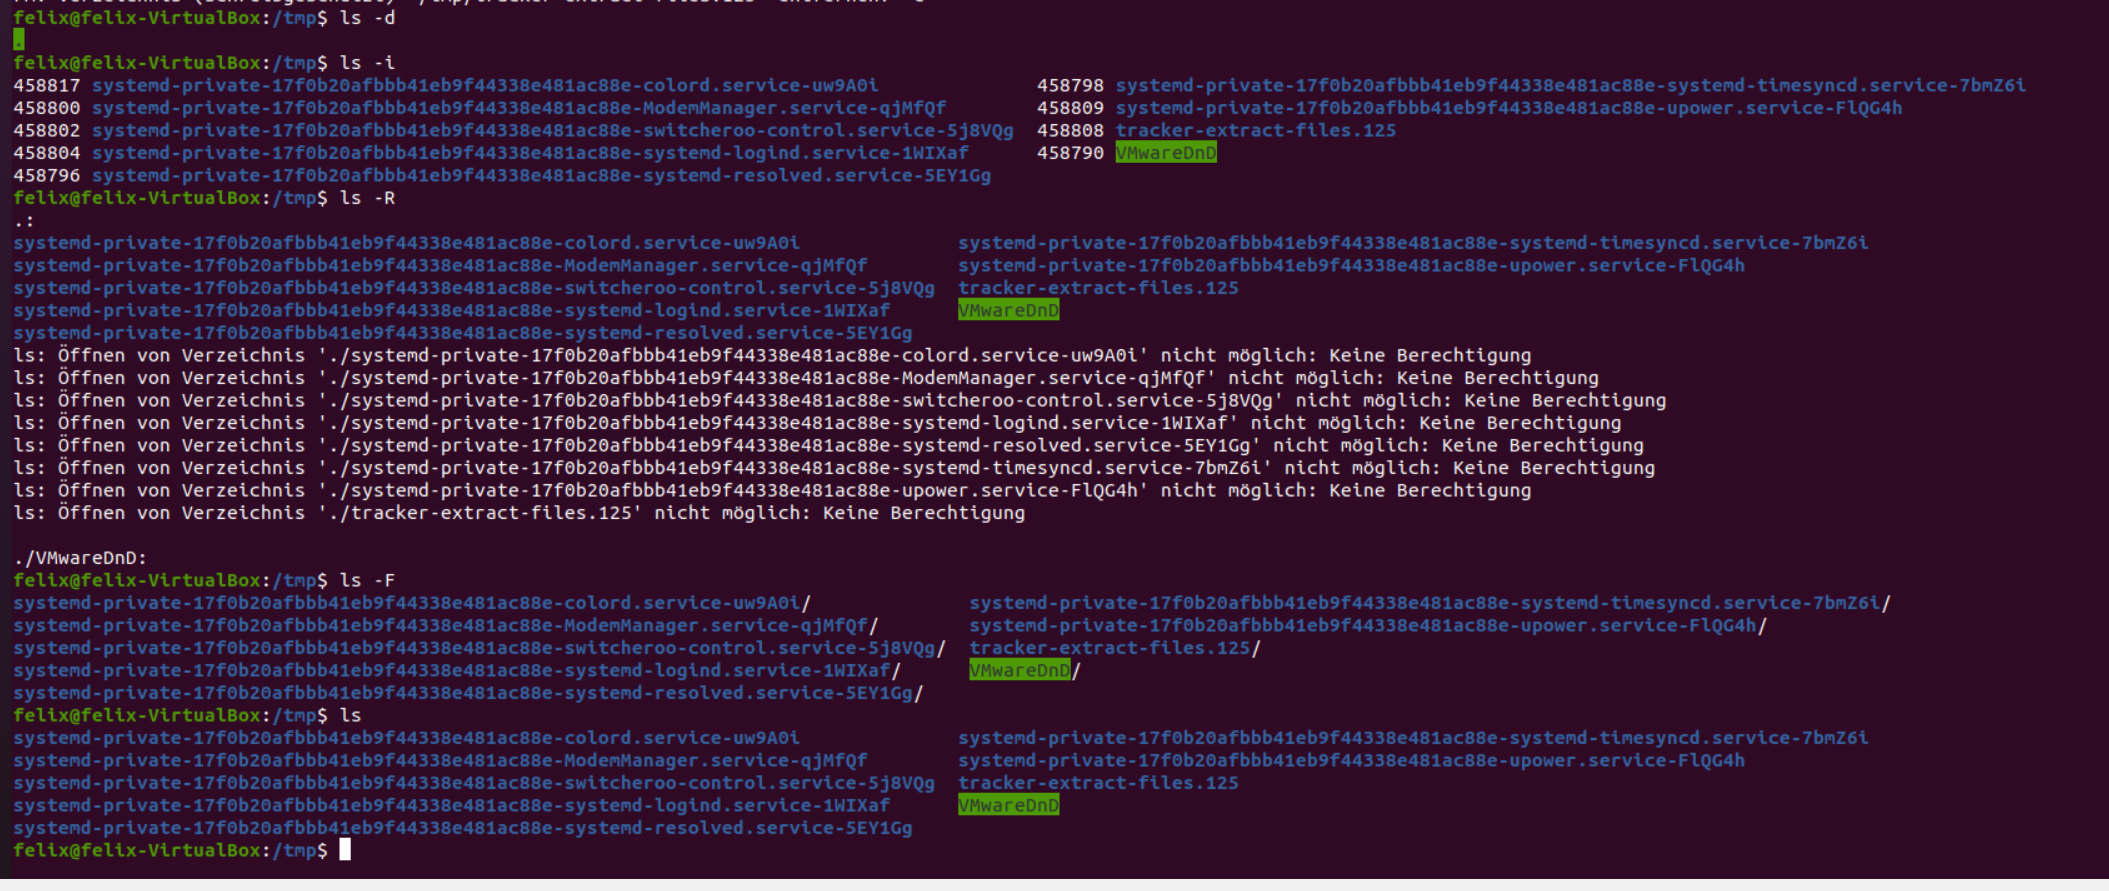 felix@felix-VirtualBox:/tmp$ ls -d
.
felix@felix-VirtualBox:/tmp$ ls -i
458817 systemd-private-17f0b20afbbb41eb9f44338e481ac88e-colord.service-uw9A0i 458798 systemd-private-17f0b20afbbb41eb9f44338e481ac88e-systemd-timesyncd.service-7bmZ6i
458800 systemd-private-17f0b20afbbb41eb9f44338e481ac88e-ModemManager.service-qjMfQf 458809 systemd-private-17f0b20afbbb41eb9f44338e481ac88e-upower.service-FlQG4h
458802 systemd-private-17f0b20afbbb41eb9f44338e481ac88e-switcheroo-control.service-5j8VQg 458808 tracker-extract-files.125
458804 systemd-private-17f0b20afbbb41eb9f44338e481ac88e-systemd-logind.service-1WIXaf 458790 VMwareDnD
458796 systemd-private-17f0b20afbbb41eb9f44338e481ac88e-systemd-resolved.service-5EY1Gg
felix@felix-VirtualBox:/tmp$ ls -R
.:
systemd-private-17f0b20afbbb41eb9f44338e481ac88e-colord.service-uw9A0i systemd-private-17f0b20afbbb41eb9f44338e481ac88e-systemd-timesyncd.service-7bmZ6i
systemd-private-17f0b20afbbb41eb9f44338e481ac88e-ModemManager.service-qjMfQf systemd-private-17f0b20afbbb41eb9f44338e481ac88e-upower.service-FlQG4h
systemd-private-17f0b20afbbb41eb9f44338e481ac88e-switcheroo-control.service-5j8VQg tracker-extract-files.125
systemd-private-17f0b20afbbb41eb9f44338e481ac88e-systemd-logind.service-1WIXaf VMwareDnD
systemd-private-17f0b20afbbb41eb9f44338e481ac88e-systemd-resolved.service-5EY1Gg
ls: Öffnen von Verzeichnis './systemd-private-17f0b20afbbb41eb9f44338e481ac88e-colord.service-uw9A0i' nicht möglich: Keine Berechtigung
ls: Öffnen von Verzeichnis './systemd-private-17f0b20afbbb41eb9f44338e481ac88e-ModemManager.service-qjMfQf' nicht möglich: Keine Berechtigung
ls: Öffnen von Verzeichnis './systemd-private-17f0b20afbbb41eb9f44338e481ac88e-switcheroo-control.service-5j8VQg' nicht möglich: Keine Berechtigung
ls: Öffnen von Verzeichnis './systemd-private-17f0b20afbbb41eb9f44338e481ac88e-systemd-logind.service-1WIXaf' nicht möglich: Keine Berechtigung
ls: Öffnen von Verzeichnis './systemd-private-17f0b20afbbb41eb9f44338e481ac88e-systemd-resolved.service-5EY1Gg' nicht möglich: Keine Berechtigung
ls: Öffnen von Verzeichnis './systemd-private-17f0b20afbbb41eb9f44338e481ac88e-systemd-timesyncd.service-7bmZ6i' nicht möglich: Keine Berechtigung
ls: Öffnen von Verzeichnis './systemd-private-17f0b20afbbb41eb9f44338e481ac88e-upower.service-FlQG4h' nicht möglich: Keine Berechtigung
ls: Öffnen von Verzeichnis './tracker-extract-files.125' nicht möglich: Keine Berechtigung
./VMwareDnD:
felix@felix-VirtualBox:/tmp$ ls -F
systemd-private-17f0b20afbbb41eb9f44338e481ac88e-colord.service-uw9A0i/ systemd-private-17f0b20afbbb41eb9f44338e481ac88e-systemd-timesyncd.service-7bmZ6i/
systemd-private-17f0b20afbbb41eb9f44338e481ac88e-ModemManager.service-qjMfQf/ systemd-private-17f0b20afbbb41eb9f44338e481ac88e-upower.service-FlQG4h/
systemd-private-17f0b20afbbb41eb9f44338e481ac88e-switcheroo-control.service-5j8VQg/ tracker-extract-files.125/
systemd-private-17f0b20afbbb41eb9f44338e481ac88e-systemd-logind.service-1WIXaf/ VMwareDnD/
systemd-private-17f0b20afbbb41eb9f44338e481ac88e-systemd-resolved.service-5EY1Gg/
felix@felix-VirtualBox:/tmp$ ls
systemd-private-17f0b20afbbb41eb9f44338e481ac88e-colord.service-uw9A0i systemd-private-17f0b20afbbb41eb9f44338e481ac88e-systemd-timesyncd.service-7bmZ6i
systemd-private-17f0b20afbbb41eb9f44338e481ac88e-ModemManager.service-qjMfQf systemd-private-17f0b20afbbb41eb9f44338e481ac88e-upower.service-FlQG4h
systemd-private-17f0b20afbbb41eb9f44338e481ac88e-switcheroo-control.service-5j8VQg tracker-extract-files.125
systemd-private-17f0b20afbbb41eb9f44338e481ac88e-systemd-logind.service-1WIXaf VMwareDnD
systemd-private-17f0b20afbbb41eb9f44338e481ac88e-systemd-resolved.service-5EY1Gg
felix@felix-VirtualBox:/tmp$